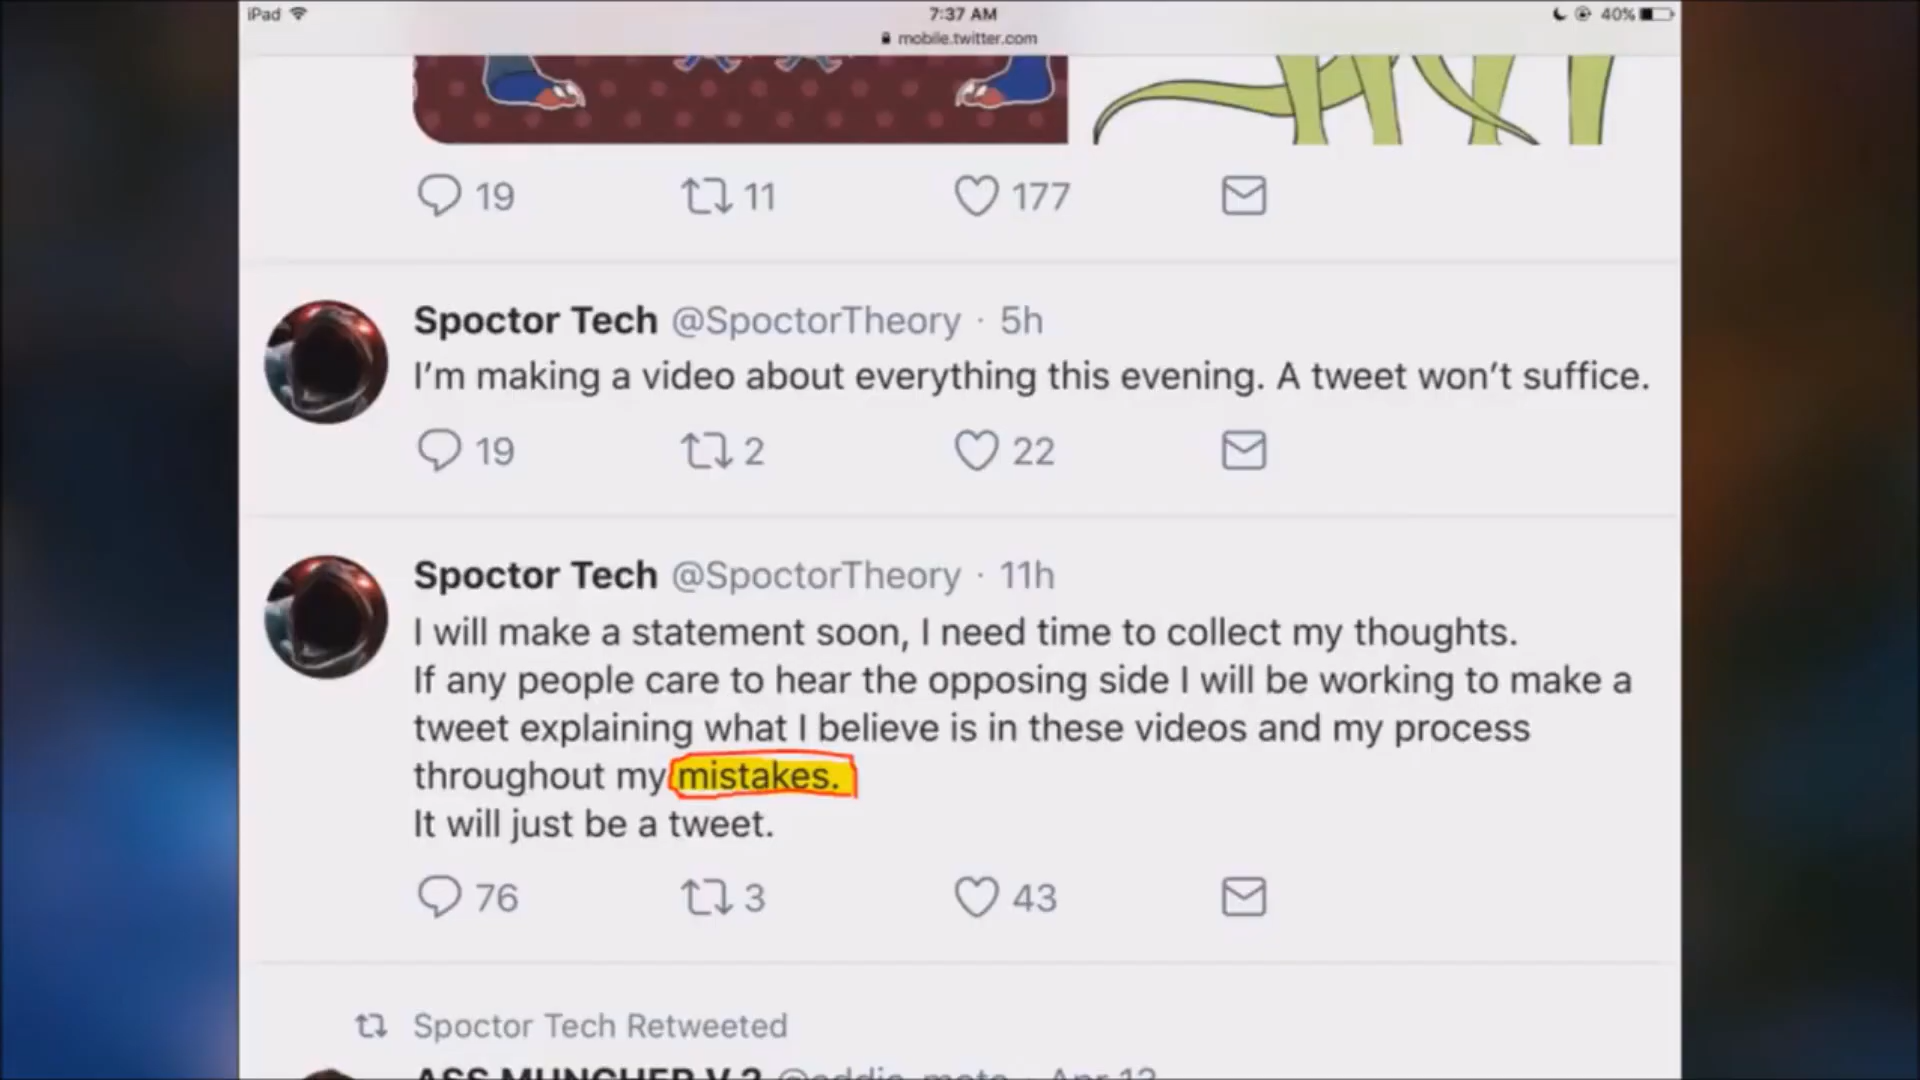 iPad
7:37 AM
40%
mobile.twitter.com
19 11 177
Spoctor Tech @SpoctorTheory · 5h
I'm making a video about everything this evening. A tweet won't suffice.
19 2 22
Spoctor Tech @SpoctorTheory · 11h
I will make a statement soon, I need time to collect my thoughts.
If any people care to hear the opposing side I will be working to make a
tweet explaining what I believe is in these videos and my process
throughout my mistakes.
It will just be a tweet.
76 3 43
Spoctor Tech Retweeted
ASS MUNCHER V.2